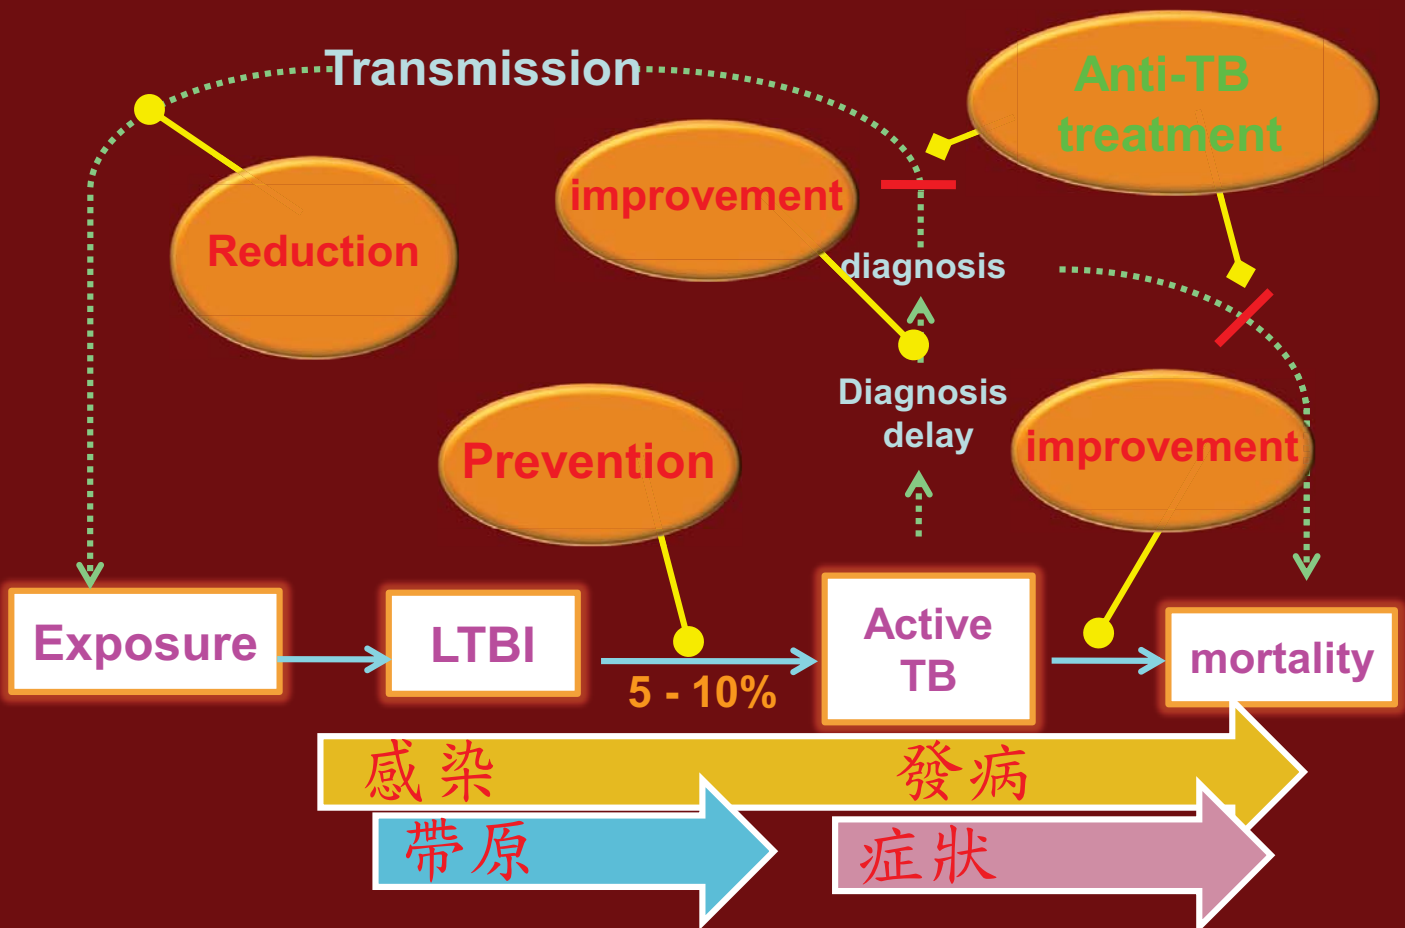 Transmission
Anti-TB
treatment
improvement
Reduction
diagnosis
Diagnosis
delay
improvement
Prevention
Exposure
LTBI
5 - 10%
Active
TB
mortality
感染
發病
帶原
症狀